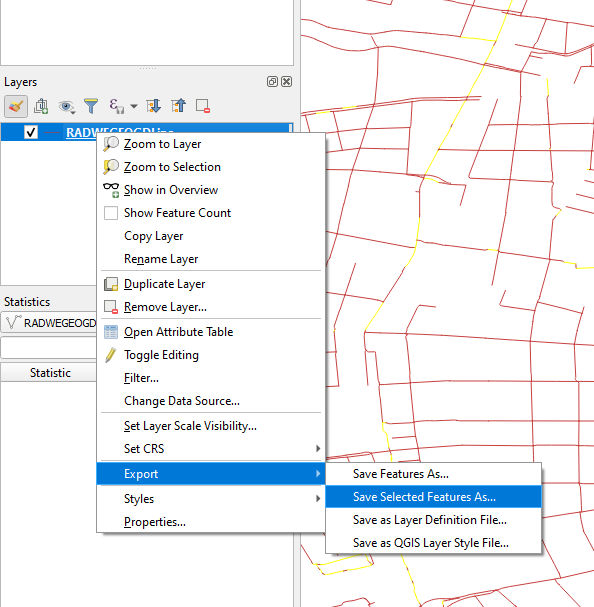 Layers
RADWEGEOGDLine
Zoom to Layer
Zoom to Selection
Show in Overview
Show Feature Count
Copy Layer
Rename Layer
Duplicate Layer
Remove Layer...
Open Attribute Table
Toggle Editing
Filter...
Change Data Source...
Set Layer Scale Visibility...
Set CRS
Export
Styles
Properties...
Save Features As...
Save Selected Features As...
Save as Layer Definition File...
Save as QGIS Layer Style File...
Statistics
RADWEGEOGD
Statistic